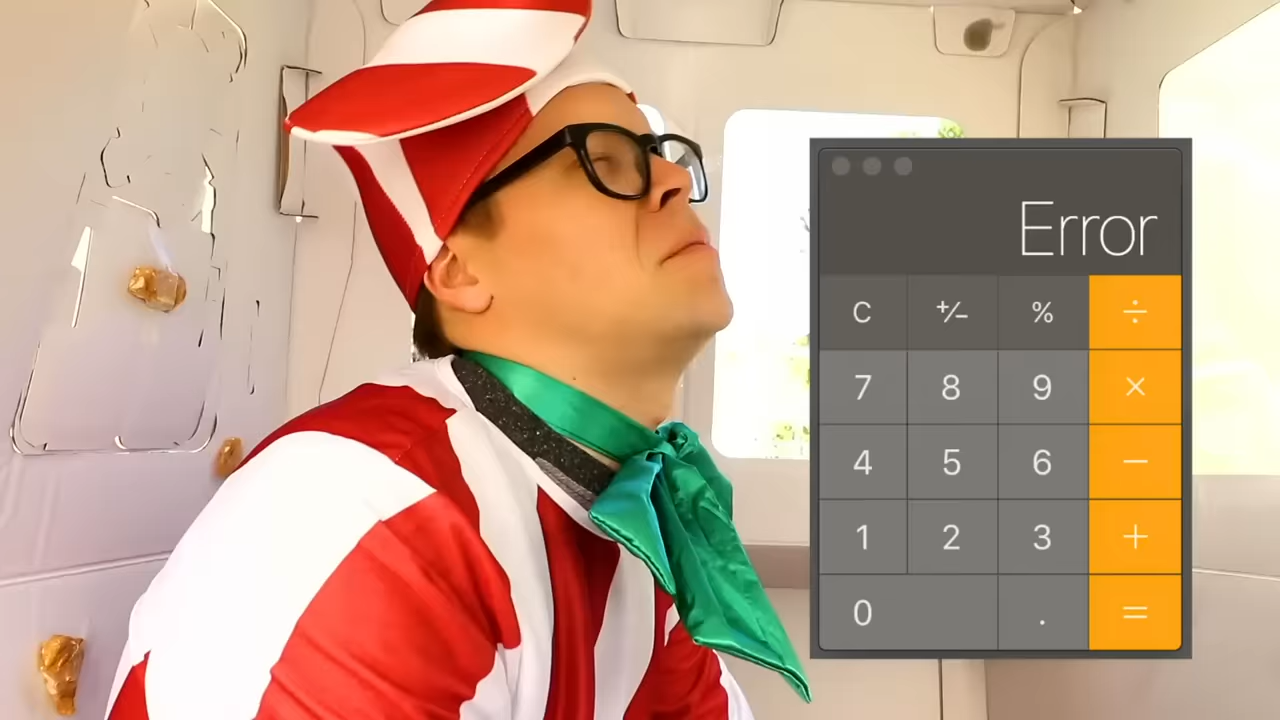 Error
C ⁺∕₋ % ÷
7 8 9 ×
4 5 6 −
1 2 3 +
0 . =